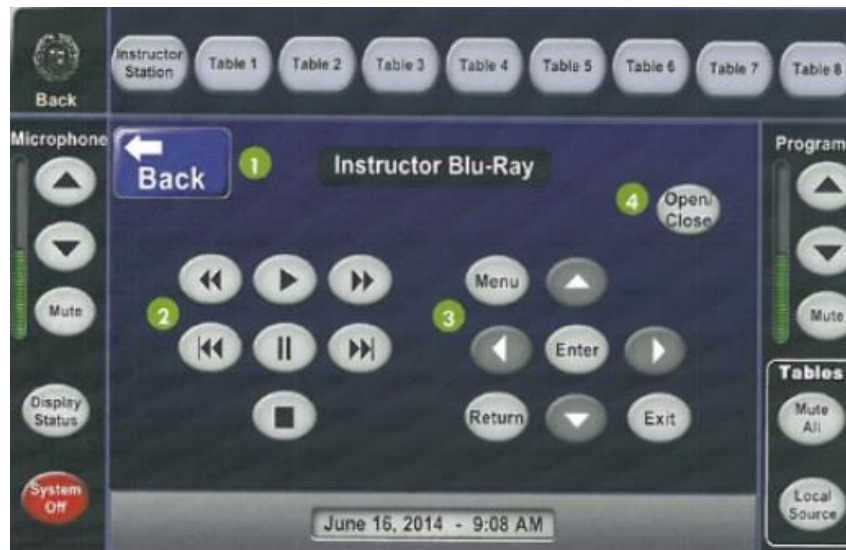 Back
Instructor
Station
Table 1
Table 2
Table 3
Table 4
Table 5
Table 6
Table 7
Table 8
Microphone
Mute
Display
Status
System
Off
Back
1
Instructor Blu-Ray
4
Open/
Close
2
3
Menu
Enter
Return
Exit
Program
Mute
Tables
Mute
All
Local
Source
June 16, 2014 - 9:08 AM